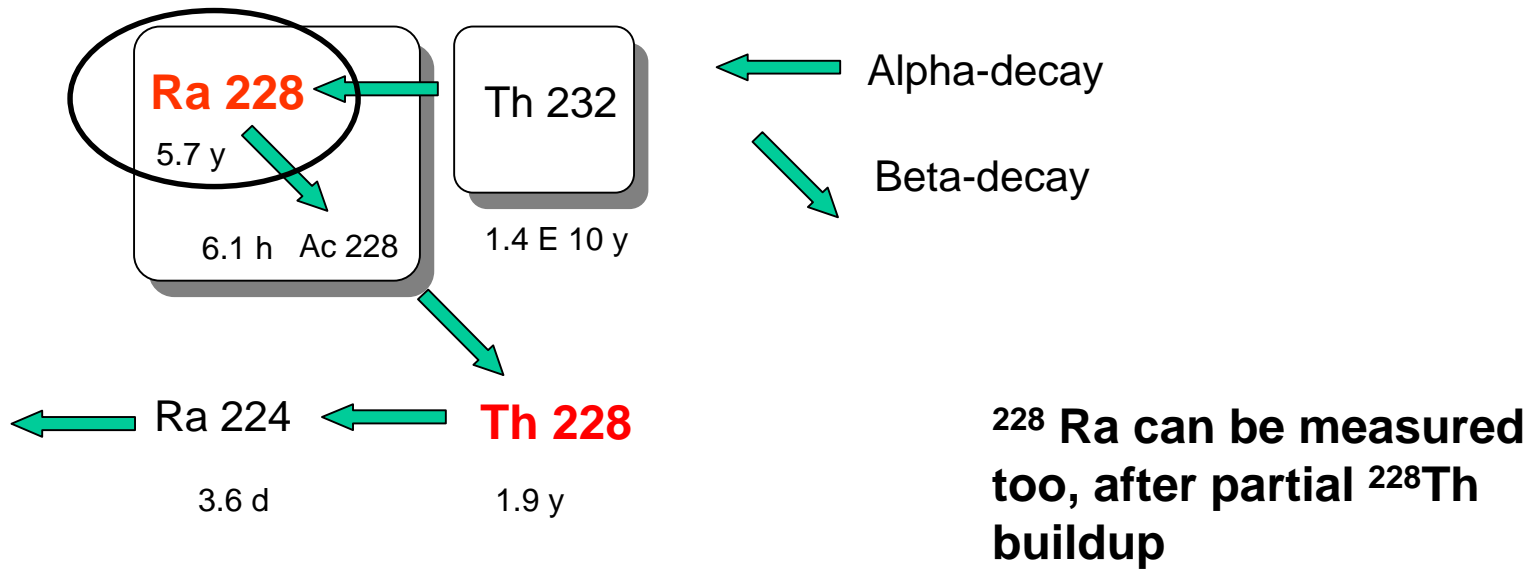 Ra 228
Th 232
Alpha-decay
5.7 y
Beta-decay
6.1 h
Ac 228
1.4 E 10 y
Ra 224
Th 228
3.6 d
1.9 y
228 Ra can be measured
too, after partial 228Th
buildup